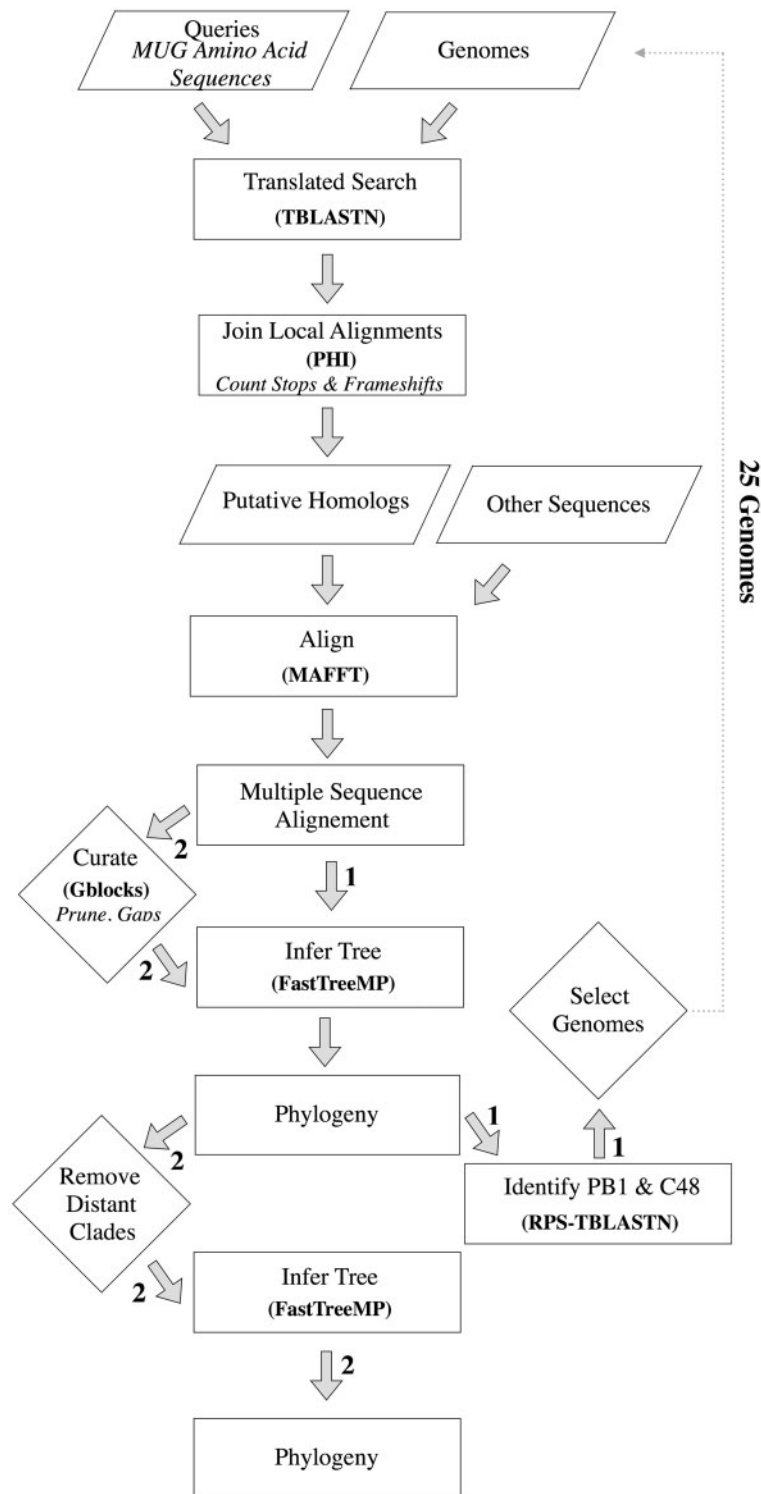 Queries
MUG Amino Acid
Sequences
Genomes
Translated Search
(TBLASTN)
Join Local Alignments
(PHI)
Count Stops & Frameshifts
Putative Homologs
Other Sequences
25 Genomes
Align
(MAFFT)
Multiple Sequence
Alignement
2
Curate
(Gblocks)
Prune. Gaps
1
2
Infer Tree
(FastTreeMP)
Select
Genomes
Phylogeny
1
1
2
Remove
Distant
Clades
Identify PB1 & C48
(RPS-TBLASTN)
2
Infer Tree
(FastTreeMP)
2
Phylogeny